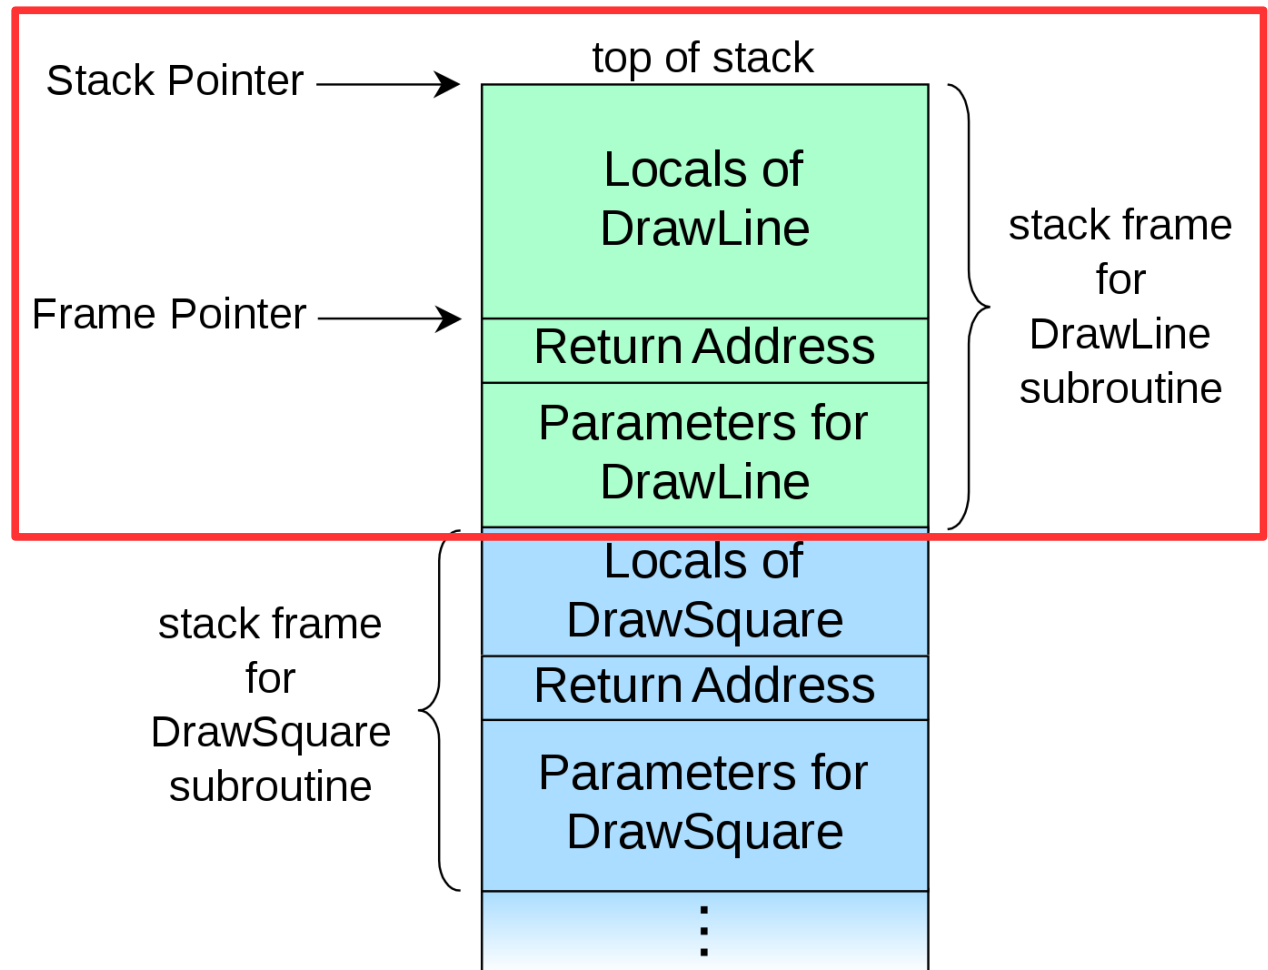 top of stack
Stack Pointer
Locals of
DrawLine
stack frame
for
DrawLine
subroutine
Frame Pointer
Return Address
Parameters for
DrawLine
Locals of
DrawSquare
stack frame
for
DrawSquare
subroutine
Return Address
Parameters for
DrawSquare
⋮